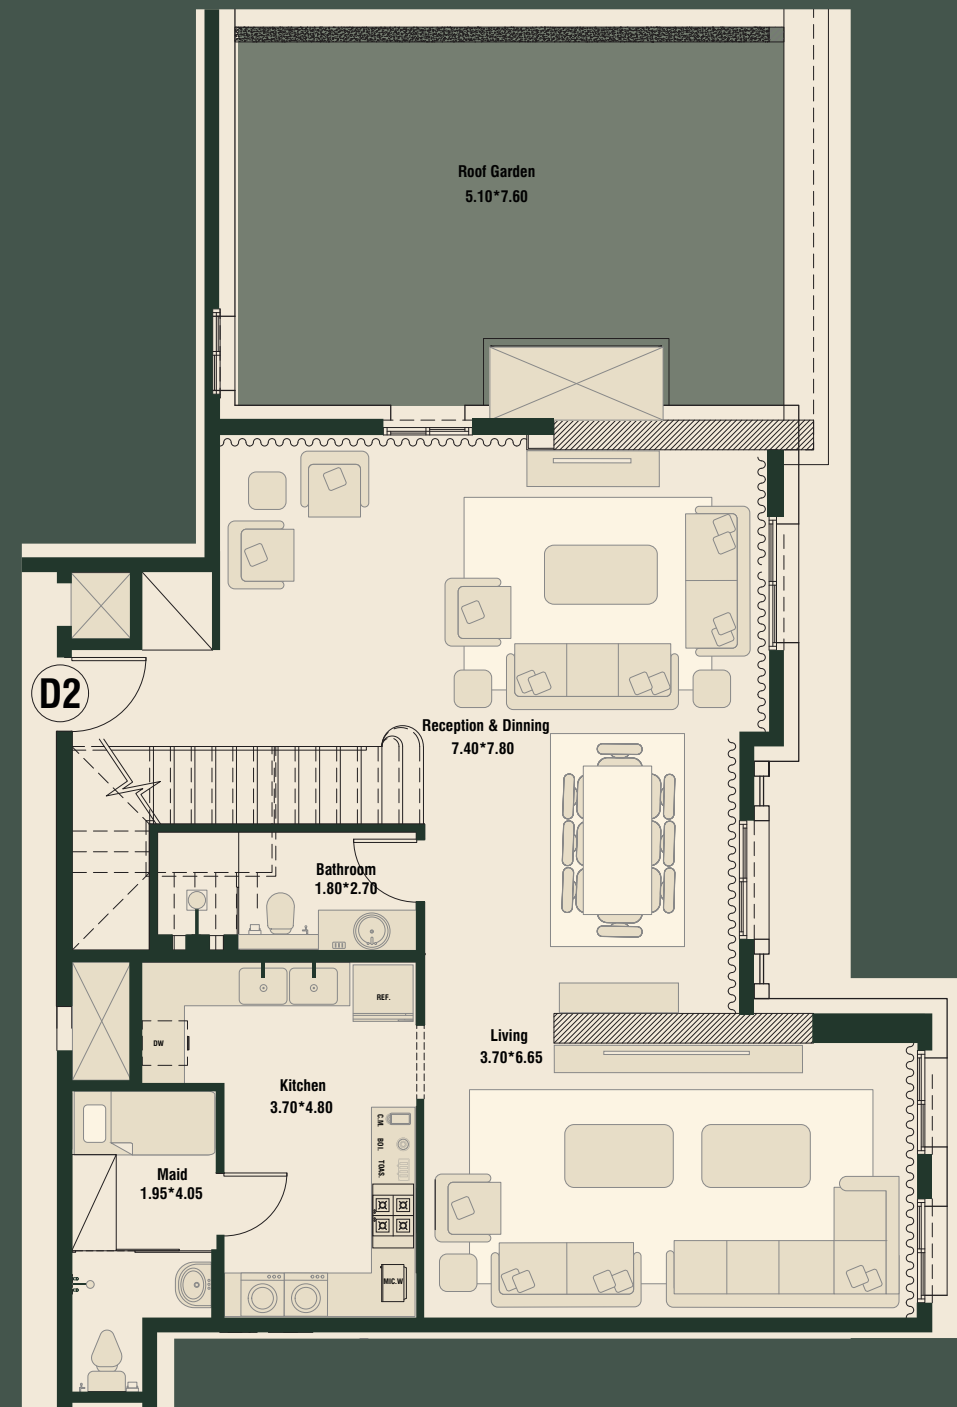 Roof Garden
5.10*7.60
D2
Reception & Dinning
7.40*7.80
Bathroom
1.80*2.70
REF.
DW
Living
3.70*6.65
Kitchen
3.70*4.80
C.M.
BOI.
TOAS.
Maid
1.95*4.05
MIC.W